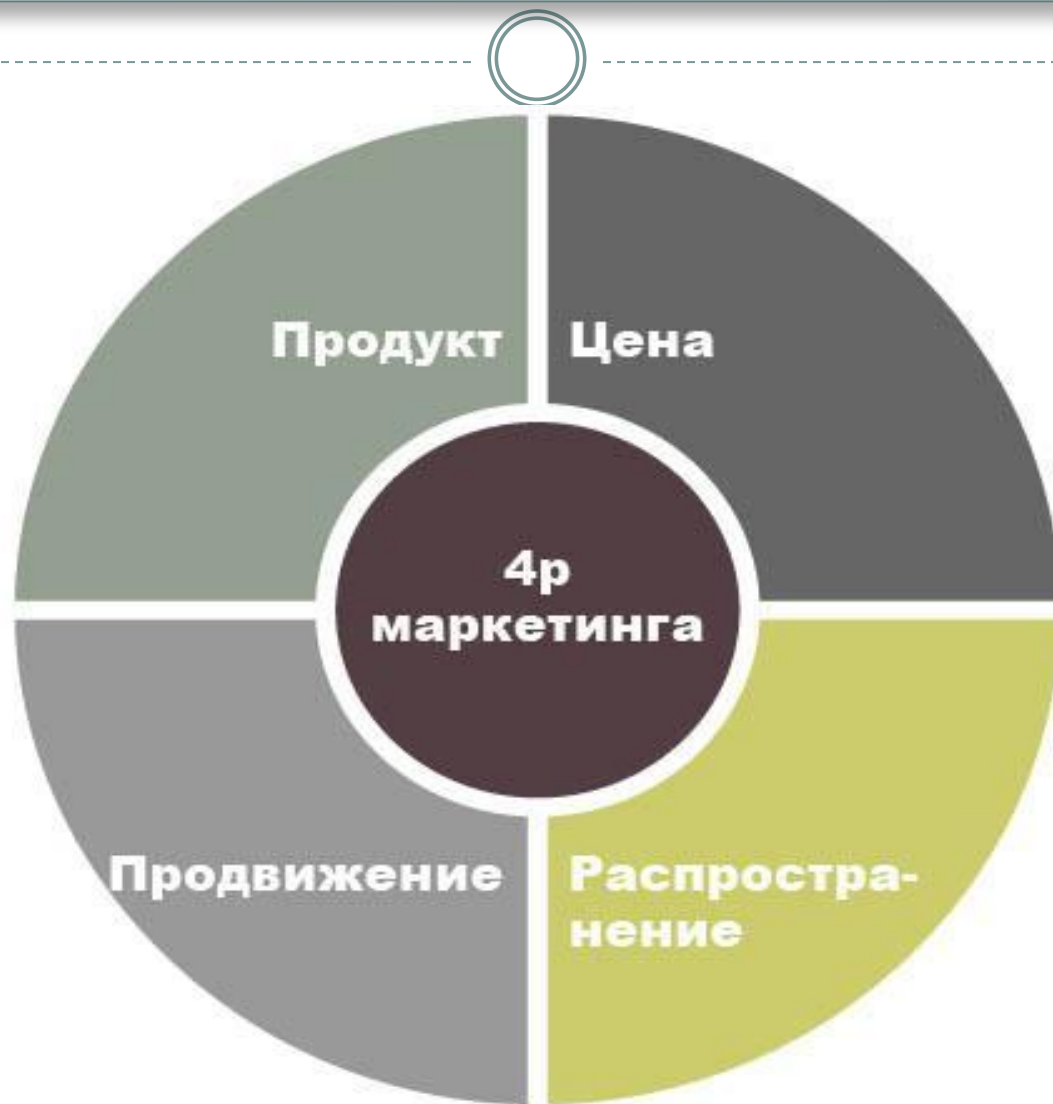 Продукт
Цена
4р
маркетинга
Продвижение
Распростра-
нение